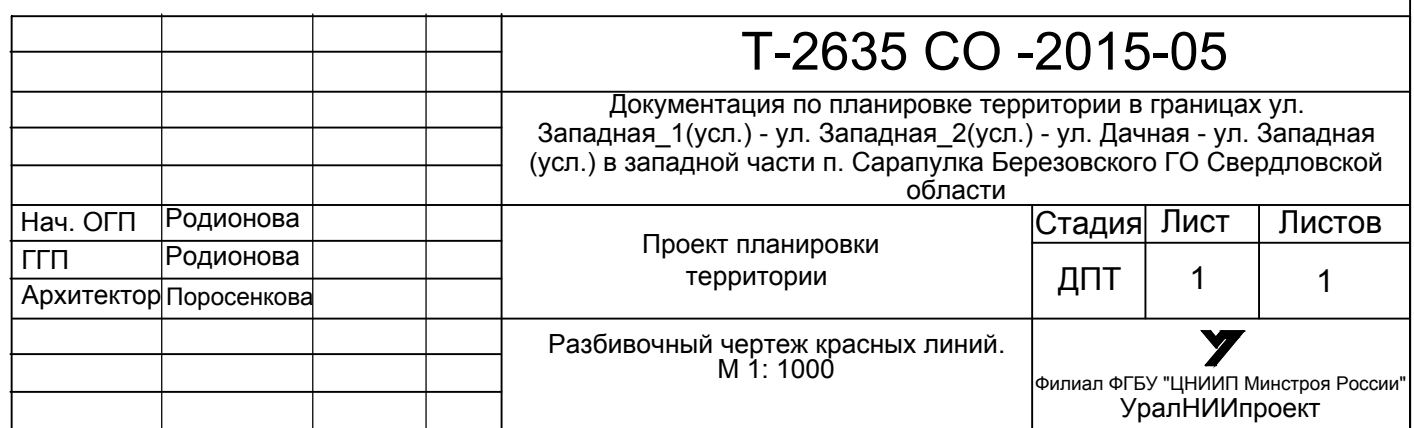 Т-2635 СО -2015-05
Документация по планировке территории в границах ул.
Западная_1(усл.) - ул. Западная_2(усл.) - ул. Дачная - ул. Западная
(усл.) в западной части п. Сарапулка Березовского ГО Свердловской
области
Нач. ОГП Родионова
ГГП Родионова
Архитектор Поросенкова
Проект планировки
территории
Стадия Лист Листов
ДПТ 1 1
Разбивочный чертеж красных линий.
М 1: 1000
Филиал ФГБУ "ЦНИИП Минстроя России"
УралНИИпроект